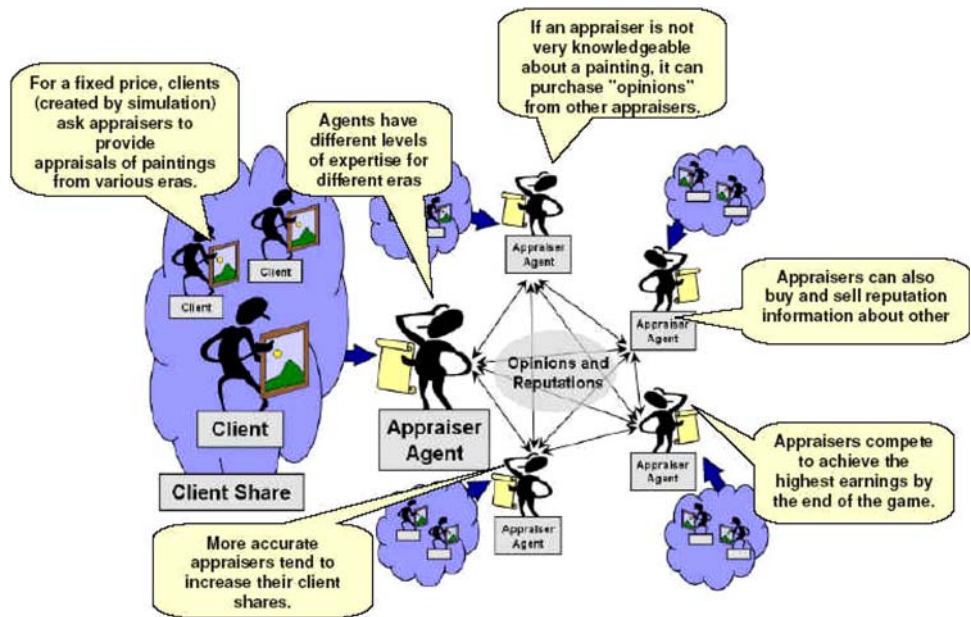 For a fixed price, clients
(created by simulation)
ask appraisers to
provide
appraisals of paintings
from various eras.
Agents have
different levels
of expertise for
different eras
If an appraiser is not
very knowledgeable
about a painting, it can
purchase "opinions"
from other appraisers.
Client
Client
Client
Client Share
Appraiser
Agent
Appraiser
Agent
Appraiser
Agent
Appraisers can also
buy and sell reputation
information about other
Opinions and
Reputations
Appraiser
Agent
Appraisers compete
to achieve the
highest earnings by
the end of the game.
Appraiser
Agent
More accurate
appraisers tend to
increase their client
shares.